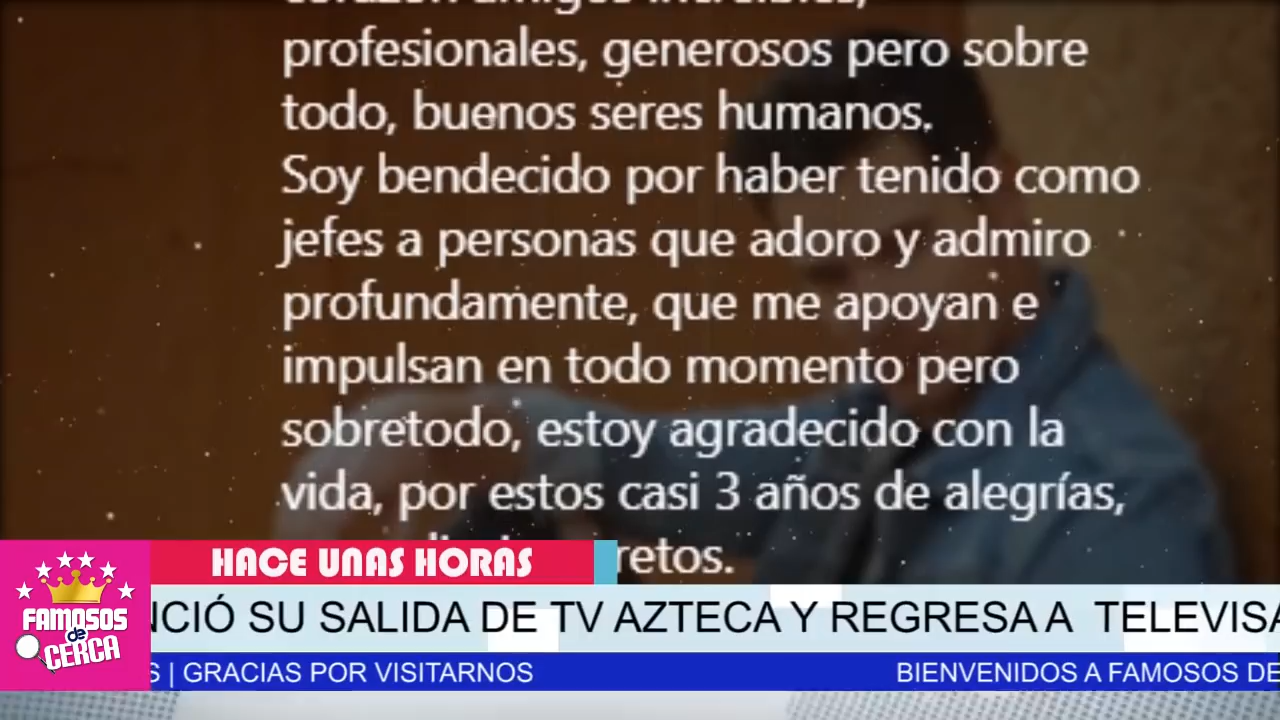 corazón amigos increíbles,
profesionales, generosos pero sobre
todo, buenos seres humanos.
Soy bendecido por haber tenido como
jefes a personas que adoro y admiro
profundamente, que me apoyan e
impulsan en todo momento pero
sobretodo, estoy agradecido con la
vida, por estos casi 3 años de alegrías,
retos.
HACE UNAS HORAS
NCIÓ SU SALIDA DE TV AZTECA Y REGRESA A TELEVISA
FAMOSOS
de
CERCA
S | GRACIAS POR VISITARNOS
BIENVENIDOS A FAMOSOS DE